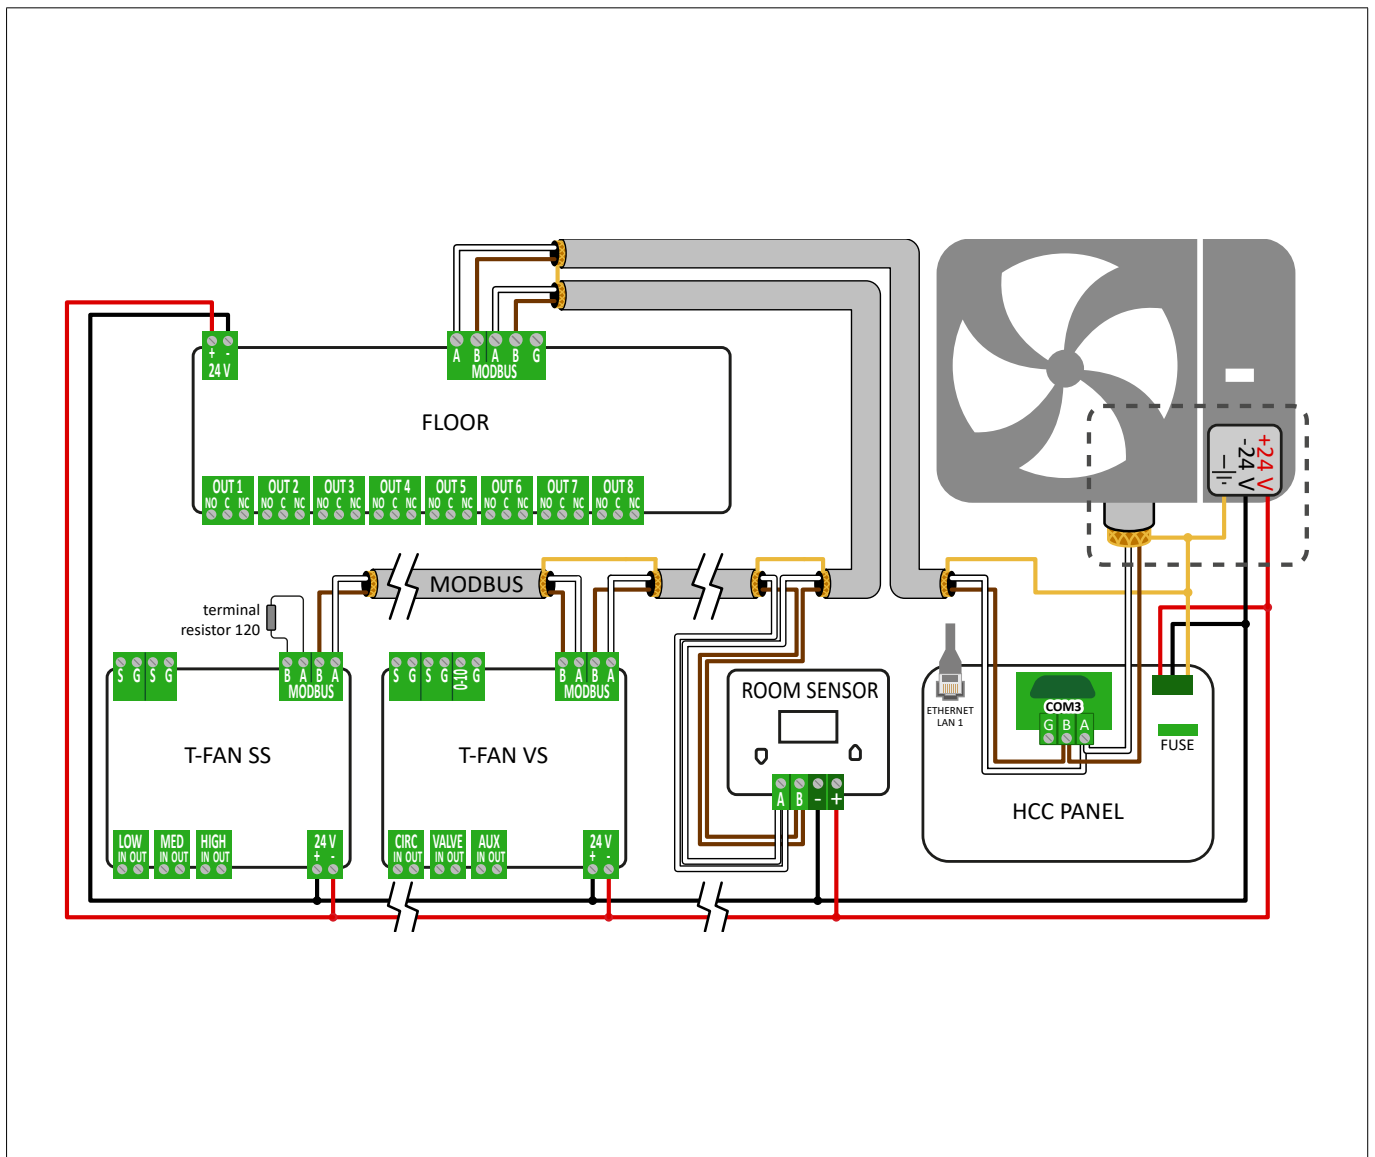 + -
24 V
A B A B G
MODBUS
FLOOR
OUT 1 OUT 2 OUT 3 OUT 4 OUT 5 OUT 6 OUT 7 OUT 8
NO C NC NO C NC NO C NC NO C NC NO C NC NO C NC NO C NC NO C NC
+24 V
-24 V
MODBUS
terminal
resistor 120
S G S G
B A B A
MODBUS
T-FAN SS
LOW MED HIGH
IN OUT IN OUT IN OUT
24 V
+ -
S G S G 0-10 G
B A B A
MODBUS
T-FAN VS
CIRC VALVE AUX
IN OUT IN OUT IN OUT
24 V
+ -
ROOM SENSOR
A B - +
ETHERNET
LAN 1
COM3
G B A
FUSE
HCC PANEL